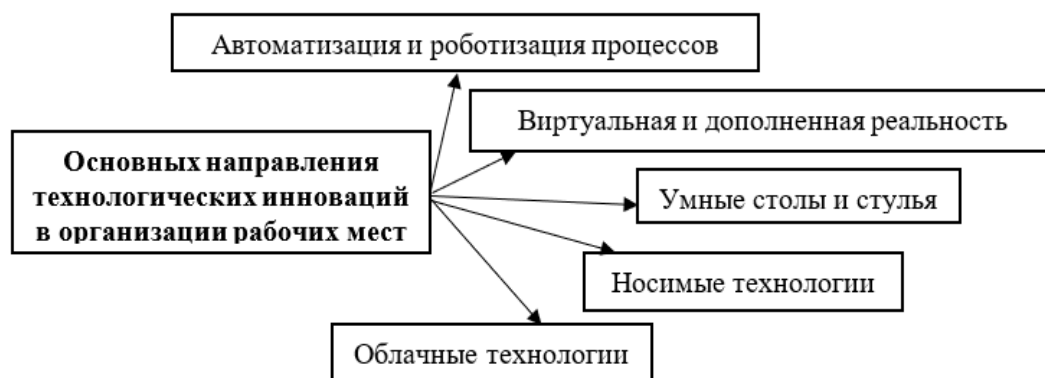 Автоматизация и роботизация процессов
Виртуальная и дополненная реальность
Основных направления
технологических инноваций
в организации рабочих мест
Умные столы и стулья
Носимые технологии
Облачные технологии